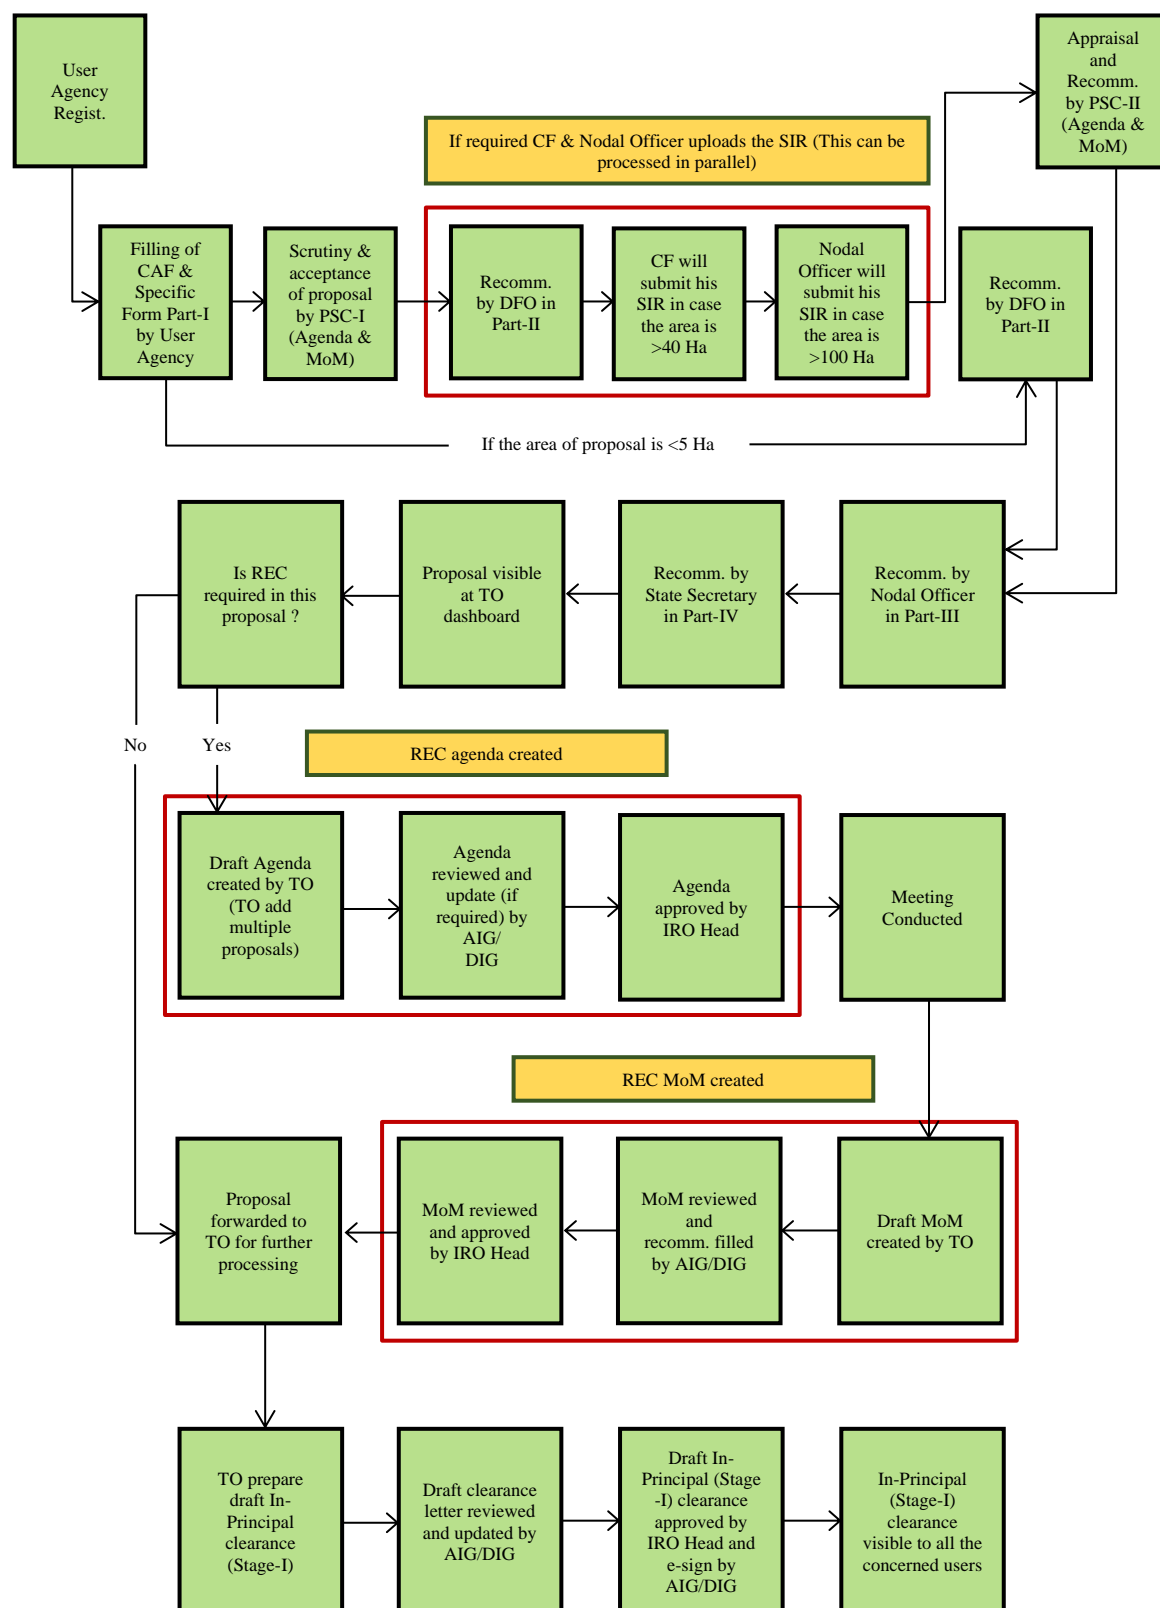 User
Agency
Regist.
Appraisal
and
Recomm.
by PSC-II
(Agenda &
MoM)
If required CF & Nodal Officer uploads the SIR (This can be
processed in parallel)
Filling of
CAF &
Specific
Form Part-I
by User
Agency
Scrutiny &
acceptance
of proposal
by PSC-I
(Agenda &
MoM)
Recomm.
by DFO in
Part-II
CF will
submit his
SIR in case
the area is
>40 Ha
Nodal
Officer will
submit his
SIR in case
the area is
>100 Ha
Recomm.
by DFO in
Part-II
If the area of proposal is <5 Ha
Is REC
required in this
proposal ?
Proposal visible
at TO
dashboard
Recomm. by
State Secretary
in Part-IV
Recomm. by
Nodal Officer
in Part-III
No
Yes
REC agenda created
Draft Agenda
created by TO
(TO add
multiple
proposals)
Agenda
reviewed and
update (if
required) by
AIG/
DIG
Agenda
approved by
IRO Head
Meeting
Conducted
REC MoM created
Proposal
forwarded to
TO for further
processing
MoM reviewed
and approved
by IRO Head
MoM reviewed
and
recomm. filled
by AIG/DIG
Draft MoM
created by TO
TO prepare
draft In-
Principal
clearance
(Stage-I)
Draft clearance
letter reviewed
and updated by
AIG/DIG
Draft In-
Principal (Stage
-I) clearance
approved by
IRO Head and
e-sign by
AIG/DIG
In-Principal
(Stage-I)
clearance
visible to all the
concerned users